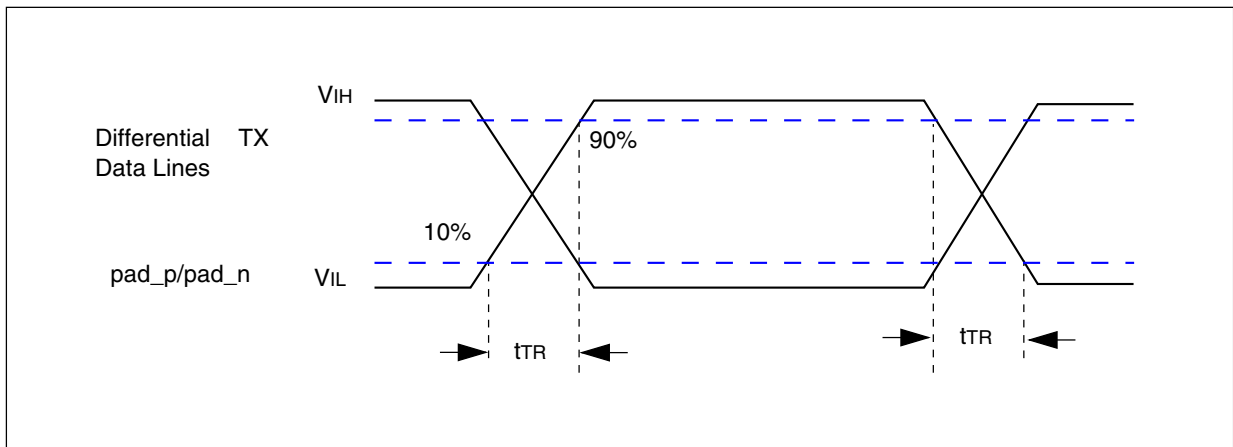 VIH
Differential TX
Data Lines
90%
10%
pad_p/pad_n
VIL
tTR
tTR